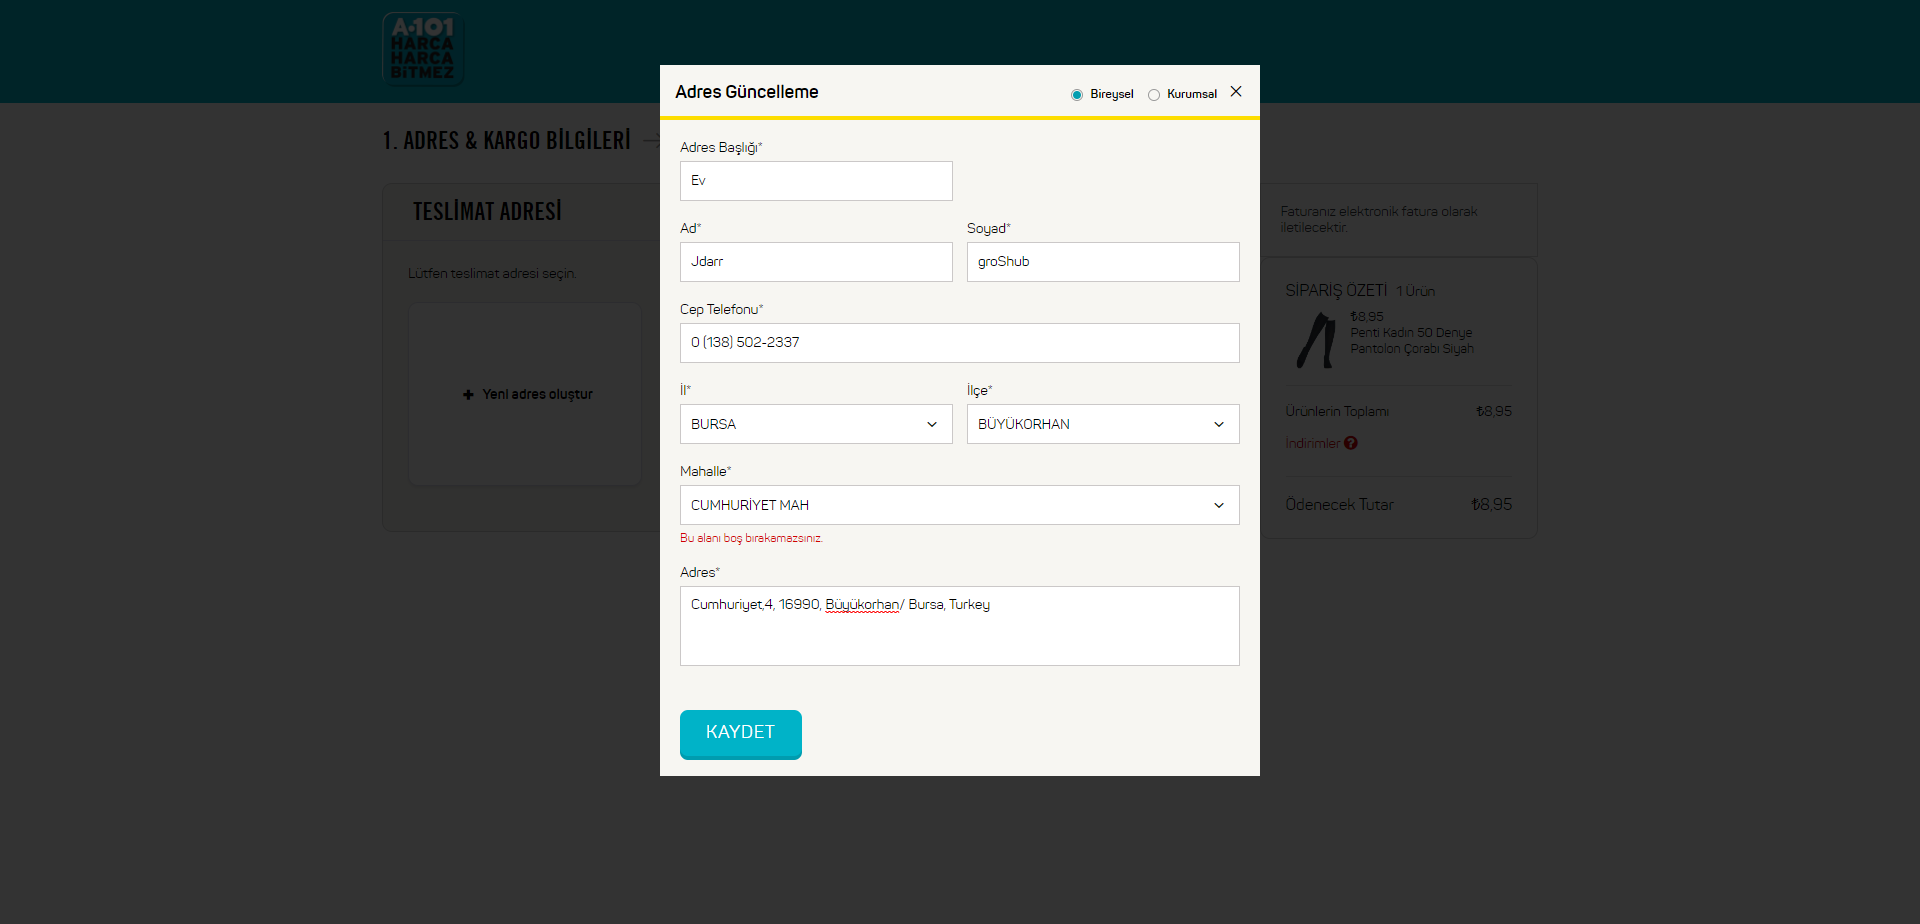 A·101
HARCA
HARCA
BİTMEZ
1. ADRES & KARGO BİLGİLERİ
TESLİMAT ADRESİ
Lütfen teslimat adresi seçin.
Yeni adres oluştur
Adres Güncelleme
Bireysel
Kurumsal
Adres Başlığı*
Ev
Ad*
Soyad*
Jdarr
groShub
Cep Telefonu*
0 (138) 502-2337
İl*
İlçe*
BURSA
BÜYÜKORHAN
Mahalle*
CUMHURİYET MAH
Bu alanı boş bırakamazsınız.
Adres*
Cumhuriyet,4, 16990, Büyükorhan/ Bursa, Turkey
KAYDET
Faturanız elektronik fatura olarak
iletilecektir.
SİPARİŞ ÖZETİ 1 Ürün
₺8,95
Penti Kadın 50 Denye
Pantolon Çorabı Siyah
Ürünlerin Toplamı ₺8,95
İndirimler ?
Ödenecek Tutar ₺8,95